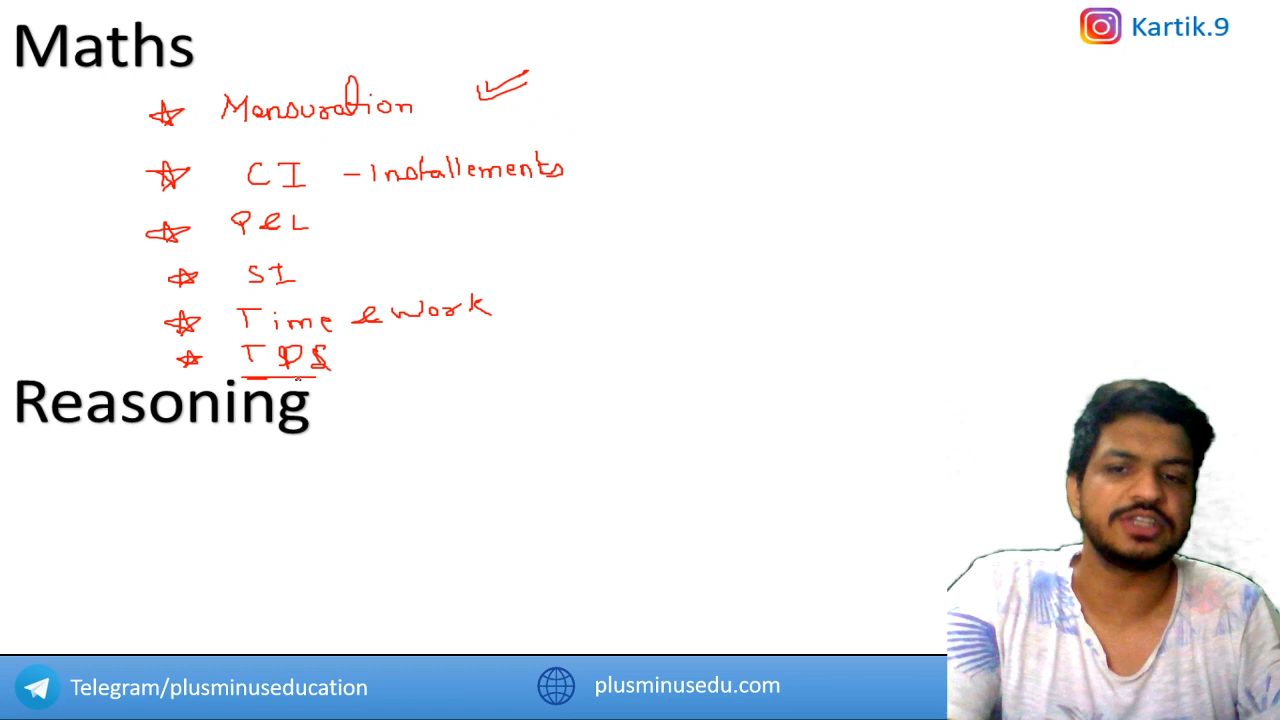 Maths
Kartik.9
Mensuration
CI - Installements
P & L
SI
Time & Work
TDS
Reasoning
Telegram/plusminuseducation
plusminusedu.com